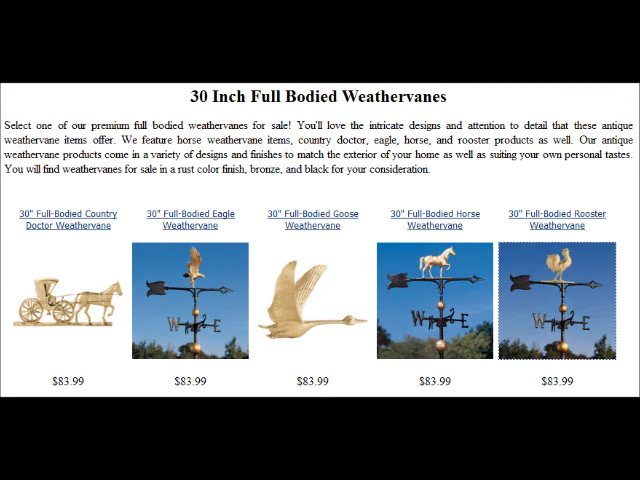 30 Inch Full Bodied Weathervanes
Select one of our premium full bodied weathervanes for sale! You'll love the intricate designs and attention to detail that these antique
weathervane items offer. We feature horse weathervane items, country doctor, eagle, horse, and rooster products as well. Our antique
weathervane products come in a variety of designs and finishes to match the exterior of your home as well as suiting your own personal tastes.
You will find weathervanes for sale in a rust color finish, bronze, and black for your consideration.
30" Full-Bodied Country
Doctor Weathervane
30" Full-Bodied Eagle
Weathervane
30" Full-Bodied Goose
Weathervane
30" Full-Bodied Horse
Weathervane
30" Full-Bodied Rooster
Weathervane
W E
W E
W E
$83.99
$83.99
$83.99
$83.99
$83.99